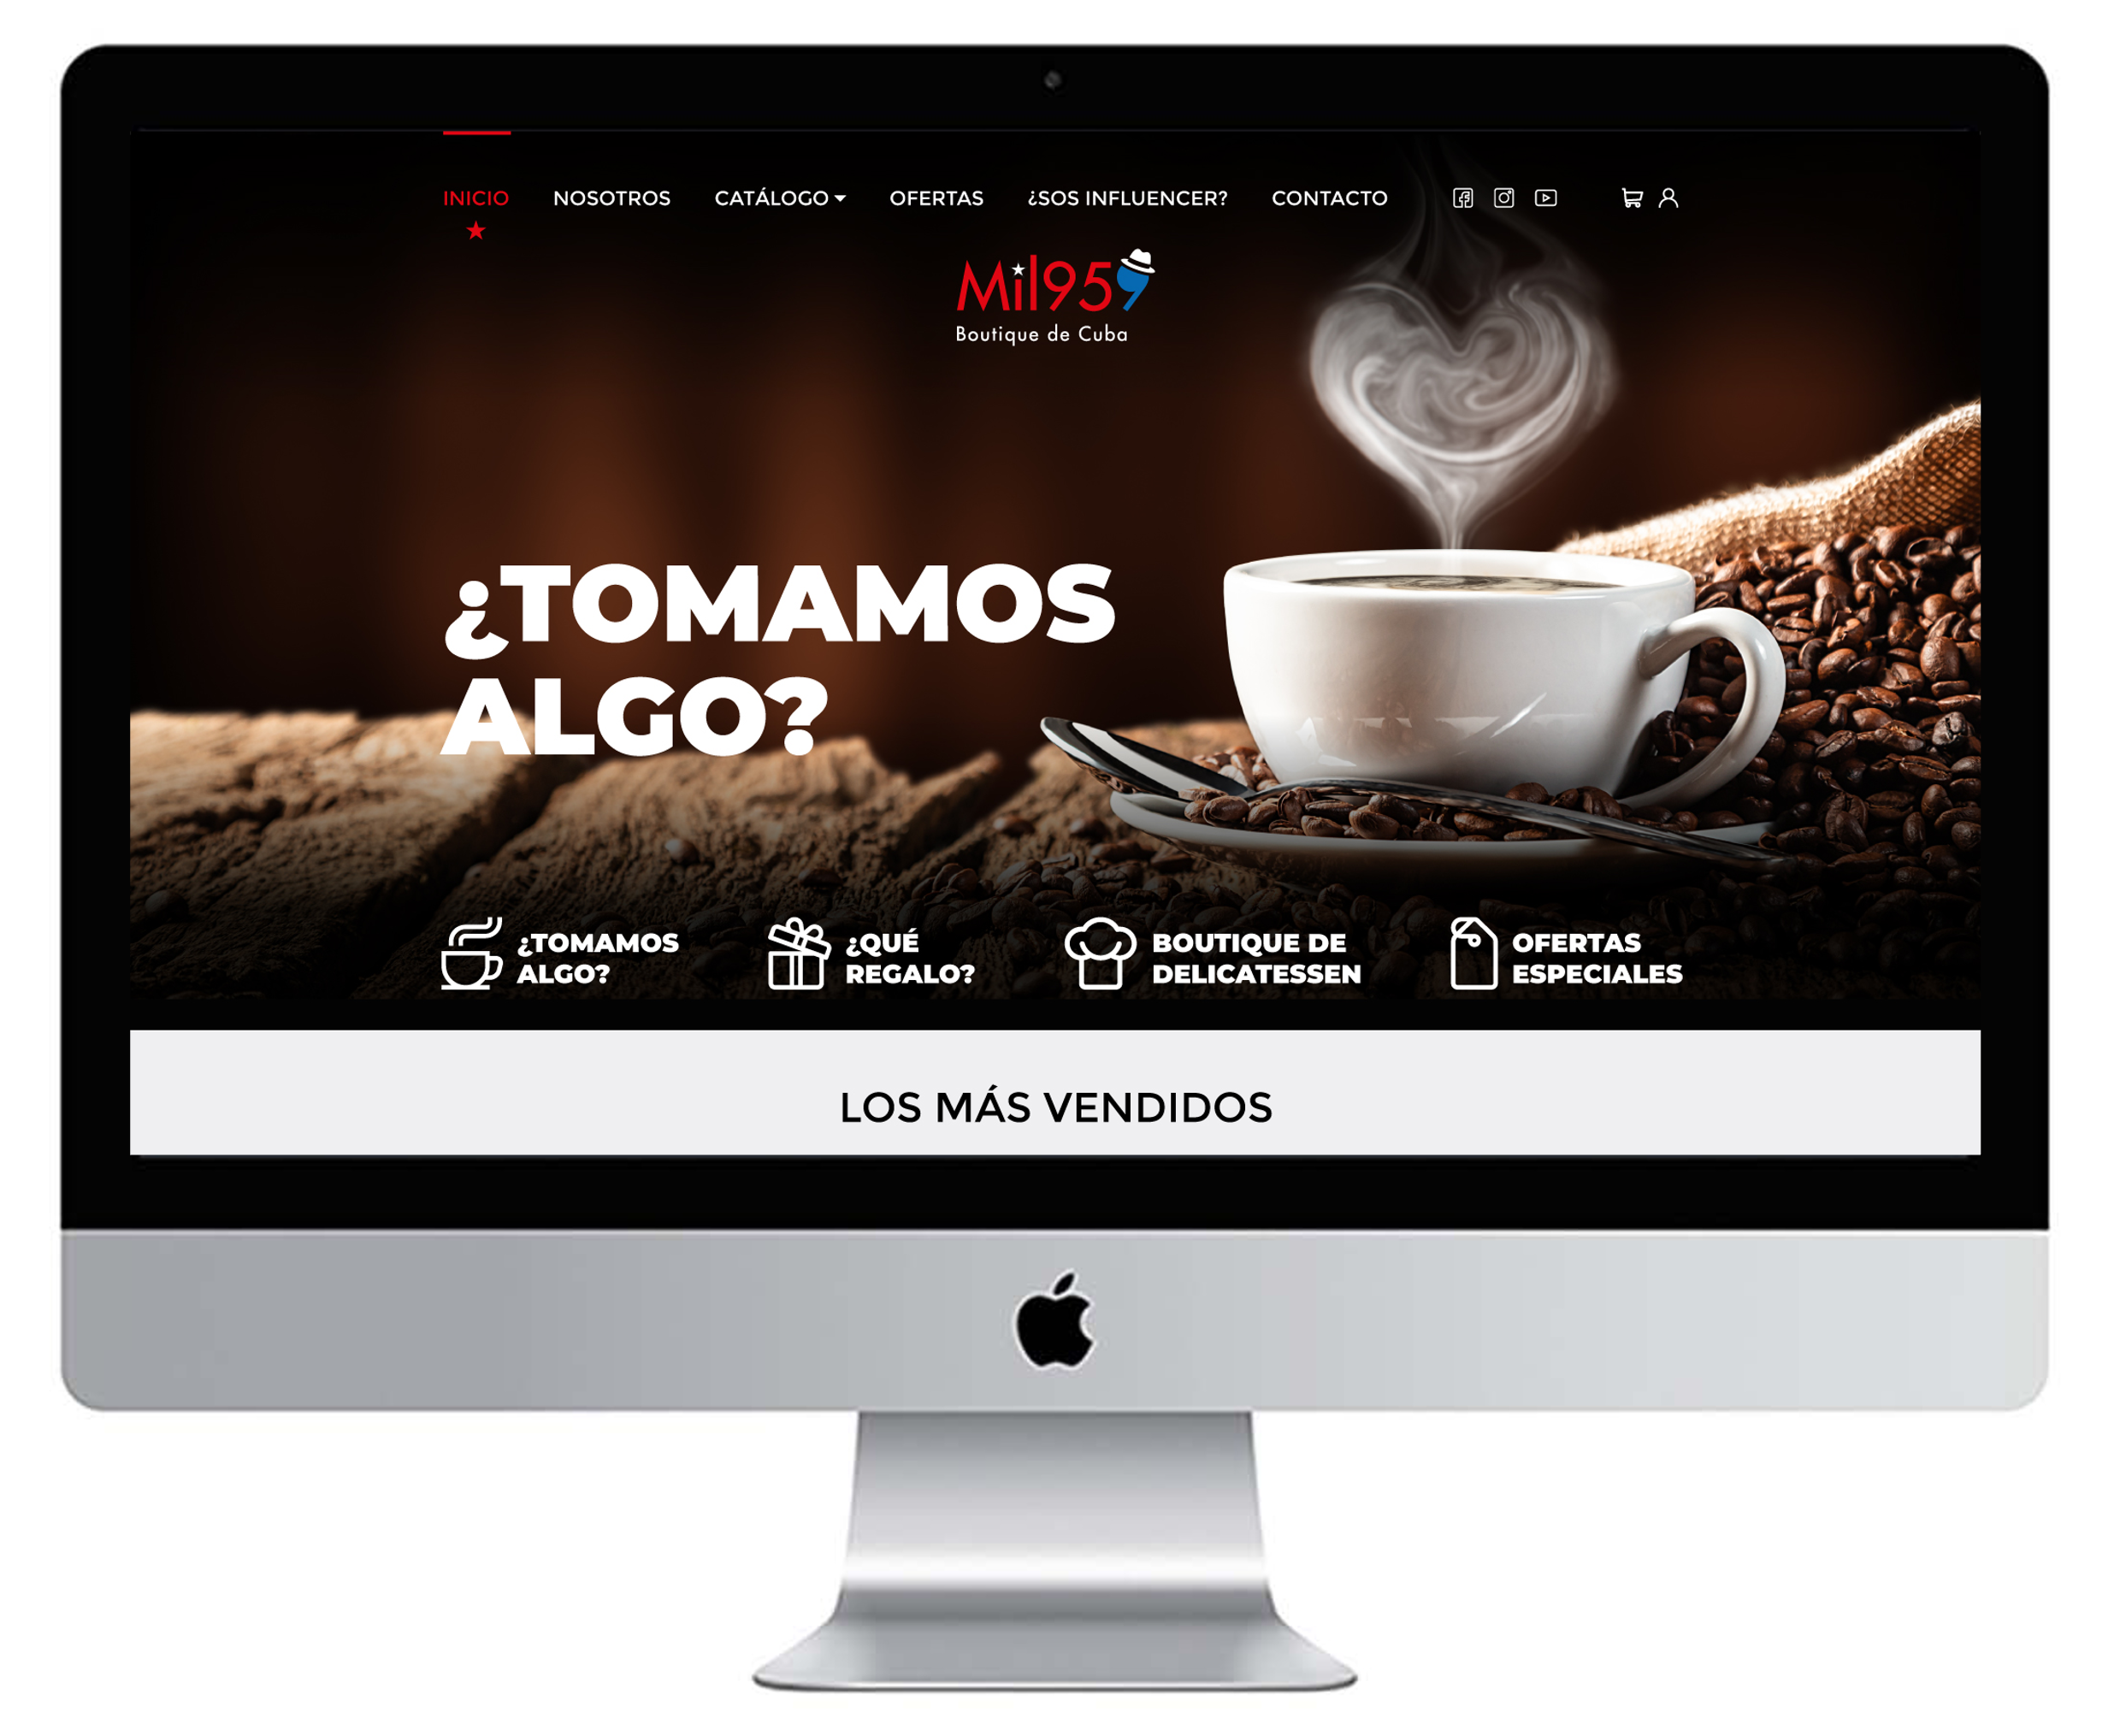 INICIO NOSOTROS CATÁLOGO OFERTAS ¿SOS INFLUENCER? CONTACTO
Mil959
Boutique de Cuba
¿TOMAMOS
ALGO?
¿TOMAMOS
ALGO?
¿QUÉ
REGALO?
BOUTIQUE DE
DELICATESSEN
OFERTAS
ESPECIALES
LOS MÁS VENDIDOS